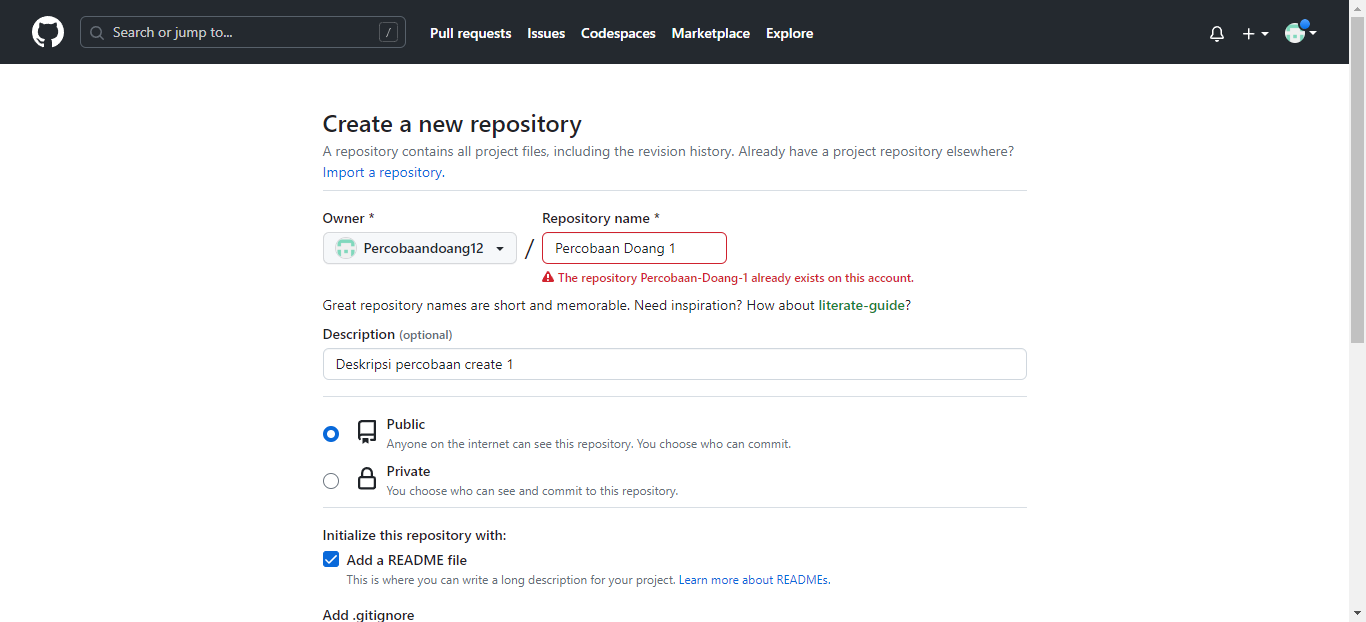 Search or jump to... /
Pull requests Issues Codespaces Marketplace Explore
Create a new repository
A repository contains all project files, including the revision history. Already have a project repository elsewhere?
Import a repository.
Owner * Repository name *
Percobaandoang12 / Percobaan Doang 1
The repository Percobaan-Doang-1 already exists on this account.
Great repository names are short and memorable. Need inspiration? How about literate-guide?
Description (optional)
Deskripsi percobaan create 1
Public
Anyone on the internet can see this repository. You choose who can commit.
Private
You choose who can see and commit to this repository.
Initialize this repository with:
Add a README file
This is where you can write a long description for your project. Learn more about READMEs.
Add .gitignore